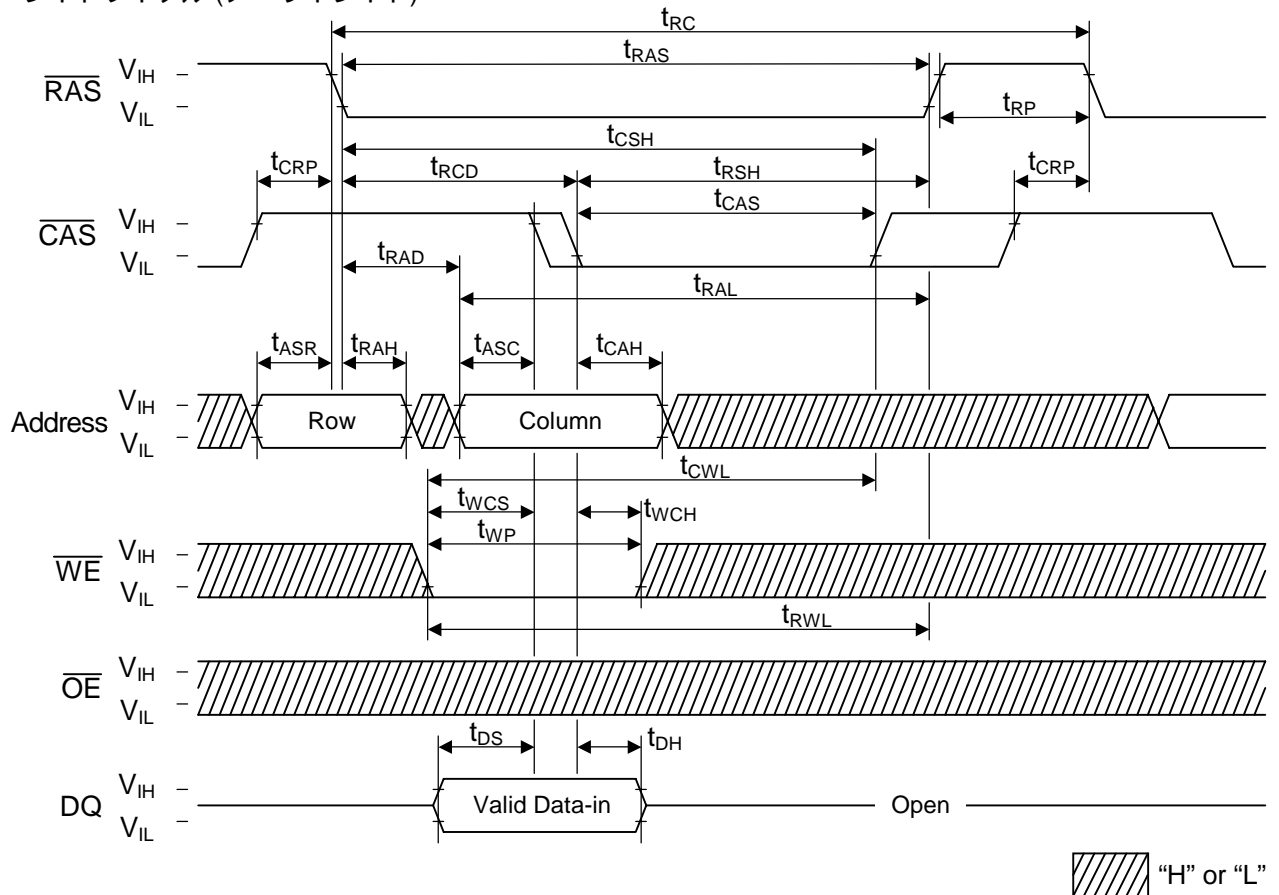 tRC
RAS VIH
VIL
tRAS
tRP
tCSH
tCRP tRCD tRSH tCRP
tCAS
CAS VIH
VIL
tRAD
tRAL
tASR tRAH tASC tCAH
Address VIH
VIL
Row Column
tCWL
tWCS tWCH
tWP
WE VIH
VIL
tRWL
OE VIH
VIL
tDS tDH
DQ VIH
VIL
Valid Data-in Open
“H” or “L”